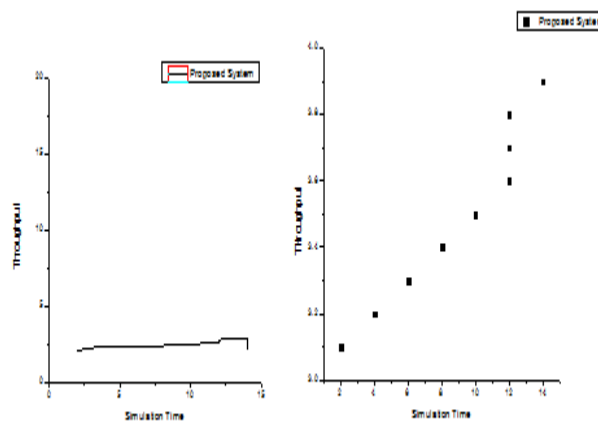 Proposed System
20
15
10
5
0
Throughput
0 5 10 15
Simulation Time
Proposed System
4.0
3.8
3.6
3.4
3.2
3.0
Throughput
2 4 6 8 10 12 14
Simulation Time